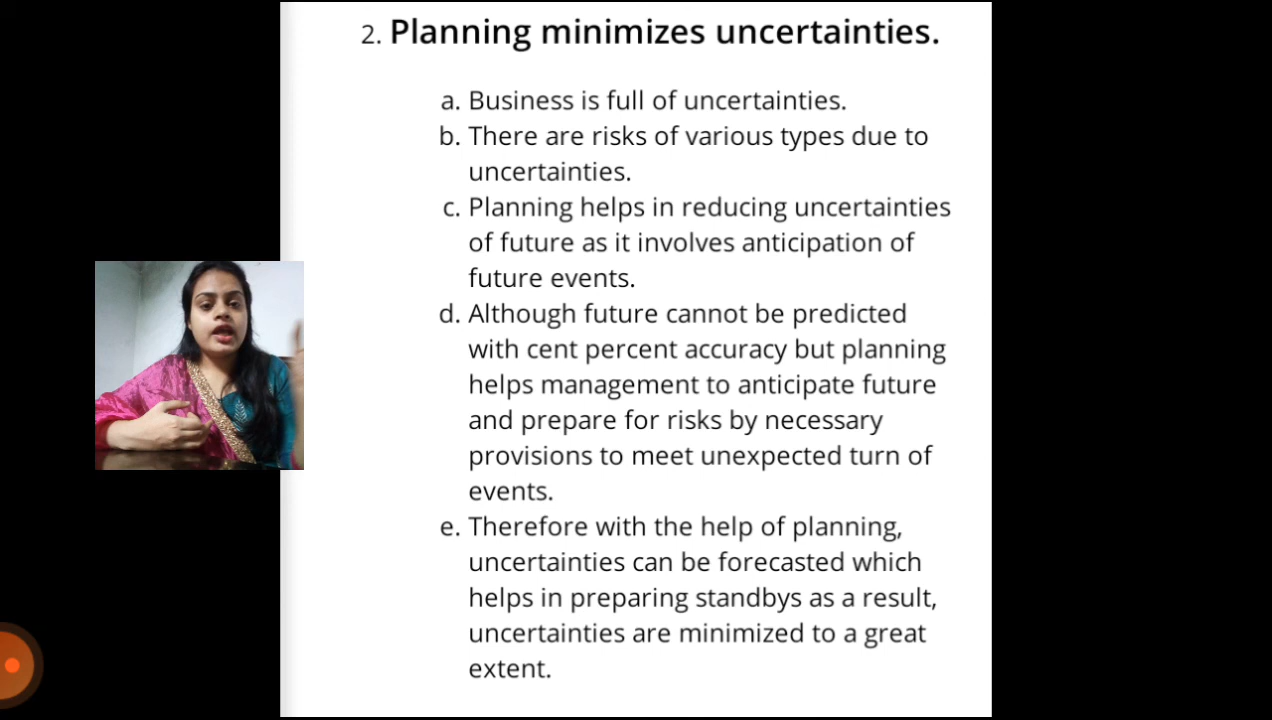 2. Planning minimizes uncertainties.
a. Business is full of uncertainties.
b. There are risks of various types due to
uncertainties.
c. Planning helps in reducing uncertainties
of future as it involves anticipation of
future events.
d. Although future cannot be predicted
with cent percent accuracy but planning
helps management to anticipate future
and prepare for risks by necessary
provisions to meet unexpected turn of
events.
e. Therefore with the help of planning,
uncertainties can be forecasted which
helps in preparing standbys as a result,
uncertainties are minimized to a great
extent.